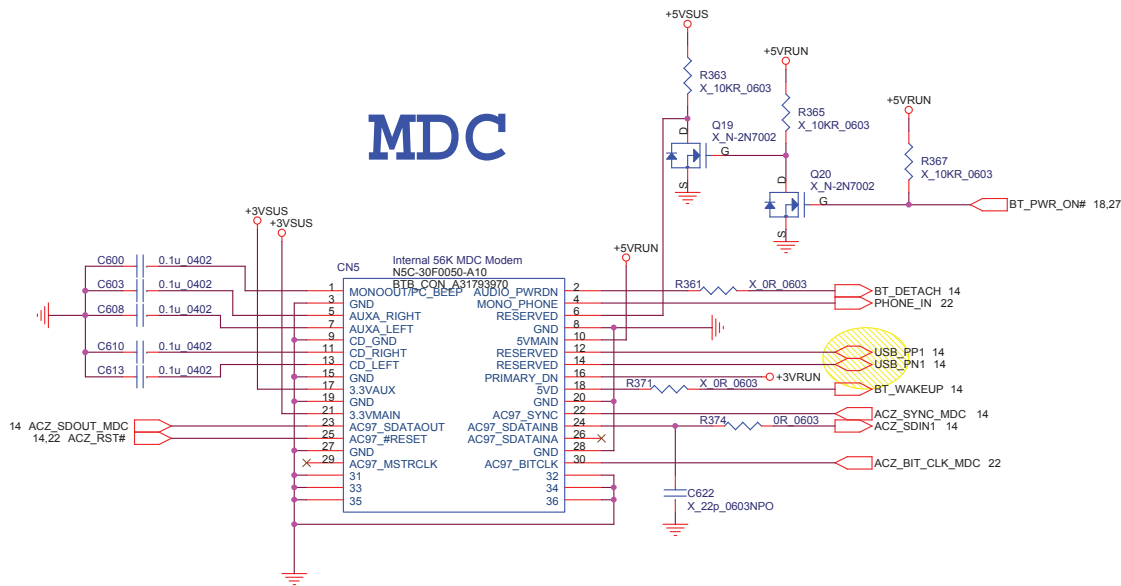 +5VSUS
+5VRUN
R363
X_10KR_0603
R365
X_10KR_0603
+5VRUN
MDC
Q19
X_N-2N7002
D
G
S
R367
X_10KR_0603
Q20
X_N-2N7002
D
G
S
BT_PWR_ON# 18,27
+3VSUS
+3VSUS
+5VRUN
CN5
Internal 56K MDC Modem
N5C-30F0050-A10
BTB_CON_A31793970
C600 0.1u_0402
C603 0.1u_0402
C608 0.1u_0402
C610 0.1u_0402
C613 0.1u_0402
1 MONOOUT/PC_BEEP AUDIO_PWRDN 2
3 GND MONO_PHONE 4
5 AUXA_RIGHT RESERVED 6
7 AUXA_LEFT GND 8
9 CD_GND 5VMAIN 10
11 CD_RIGHT RESERVED 12
13 CD_LEFT RESERVED 14
15 GND PRIMARY_DN 16
17 3.3VAUX 5VD 18
19 GND GND 20
21 3.3VMAIN AC97_SYNC 22
23 AC97_SDATAOUT AC97_SDATAINB 24
25 AC97_#RESET AC97_SDATAINA 26
27 GND GND 28
29 AC97_MSTRCLK AC97_BITCLK 30
31 32
33 34
35 36
14 ACZ_SDOUT_MDC
14,22 ACZ_RST#
R361 X_0R_0603 BT_DETACH 14
PHONE_IN 22
USB_PP1 14
USB_PN1 14
+3VRUN
R371 X_0R_0603 BT_WAKEUP 14
ACZ_SYNC_MDC 14
R374 0R_0603 ACZ_SDIN1 14
ACZ_BIT_CLK_MDC 22
C622
X_22p_0603NPO